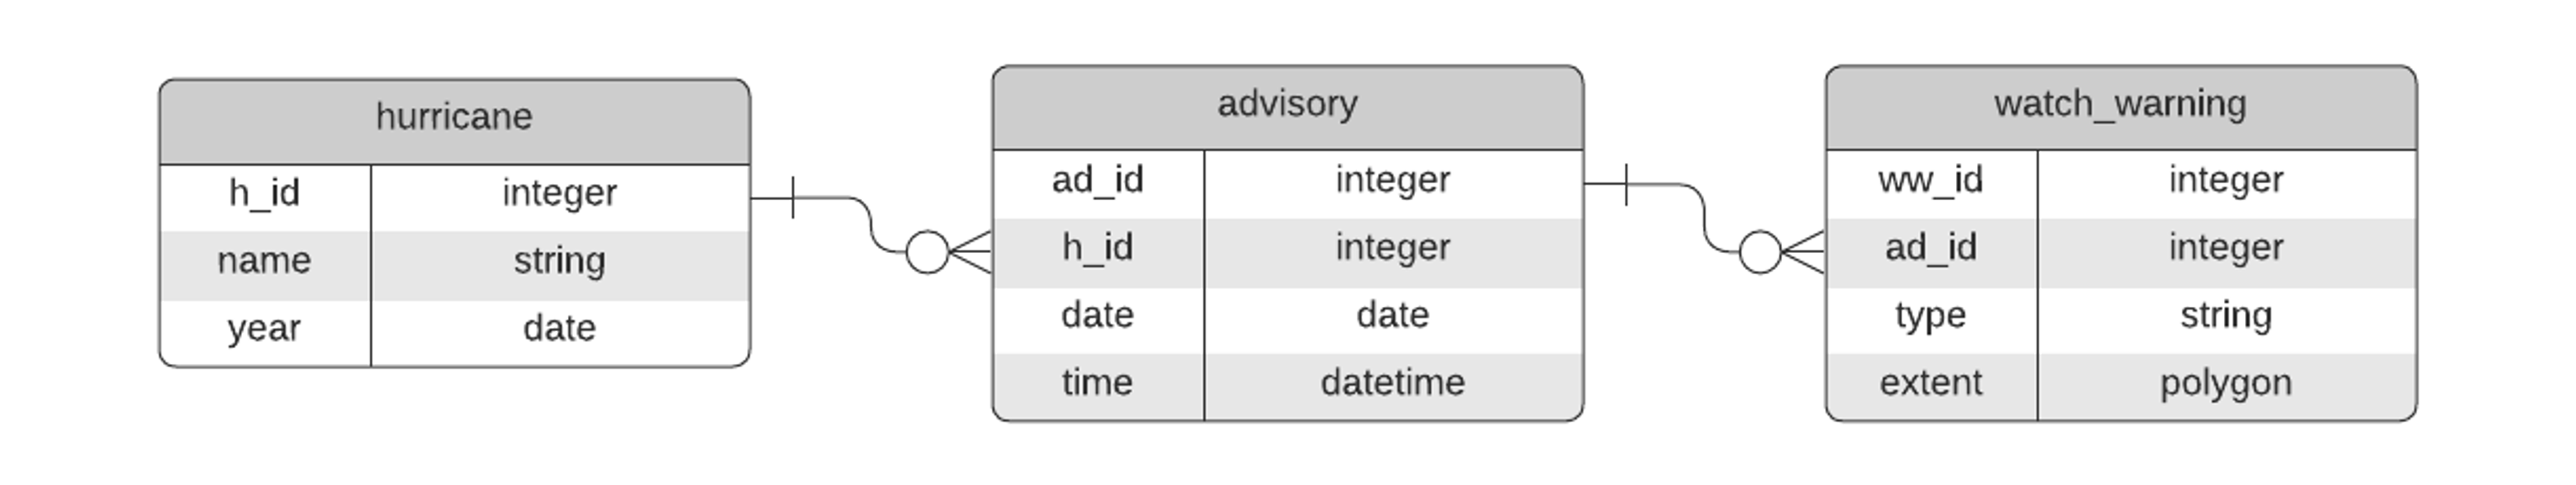 hurricane
h_id integer
name string
year date
advisory
ad_id integer
h_id integer
date date
time datetime
watch_warning
ww_id integer
ad_id integer
type string
extent polygon